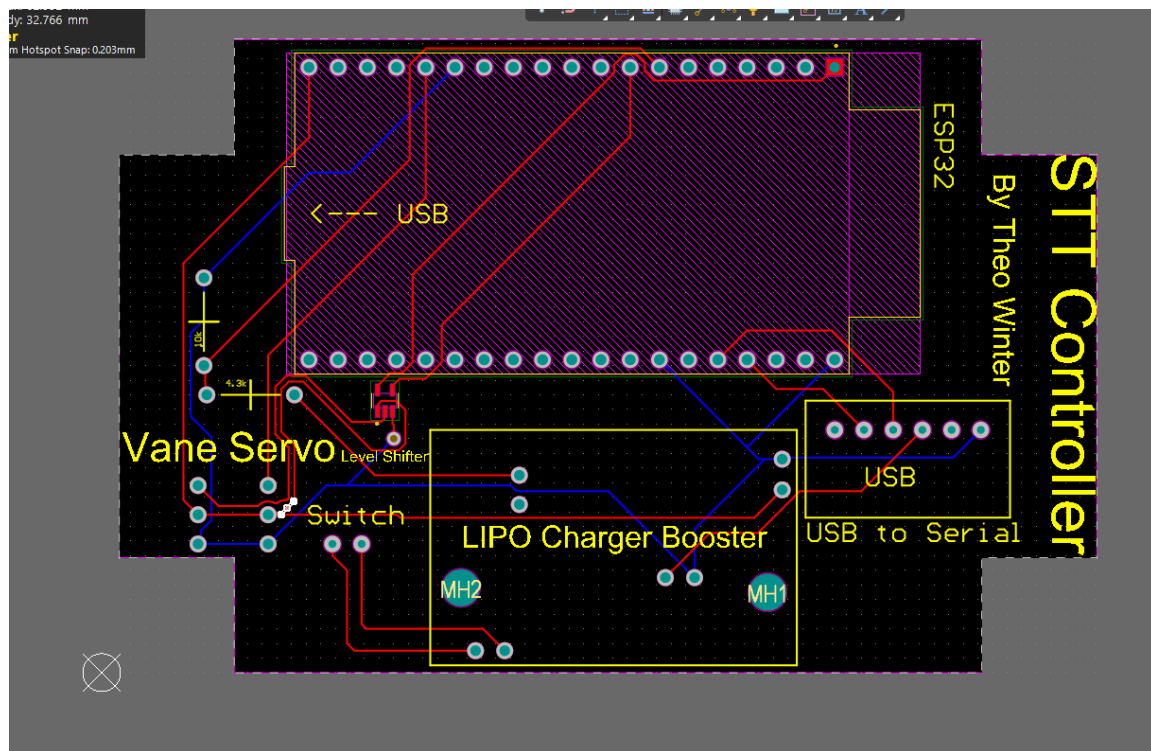 dy: 32.766 mm
er
m Hotspot Snap: 0.203mm
ESP32
<--- USB
STT Controller
By Theo Winter
10k
4.3k
Vane Servo
Level Shifter
USB
Switch
USB to Serial
LIPO Charger Booster
MH2
MH1